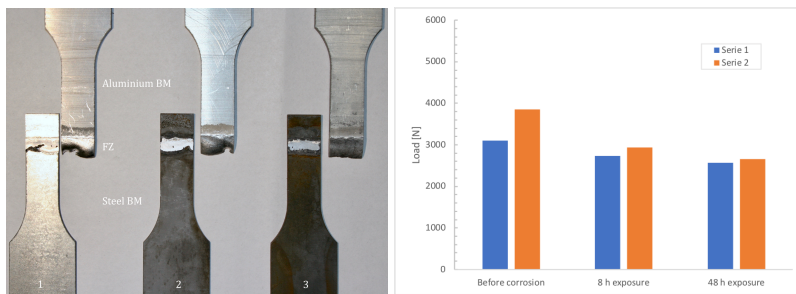 Aluminium BM
FZ
Steel BM
1
2
3
6000
5000
4000
3000
2000
1000
0
Load [N]
Serie 1
Serie 2
Before corrosion
8 h exposure
48 h exposure